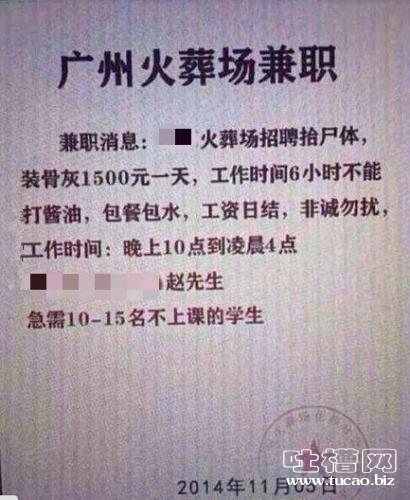 广州火葬场兼职
兼职消息： 火葬场招聘抬尸体，
装骨灰1500元一天，工作时间6小时不能
打酱油，包餐包水，工资日结，非诚勿扰，
工作时间：晚上10点到凌晨4点
赵先生
急需10-15名不上课的学生
吐槽网
2014年11月05日
www.tucao.biz